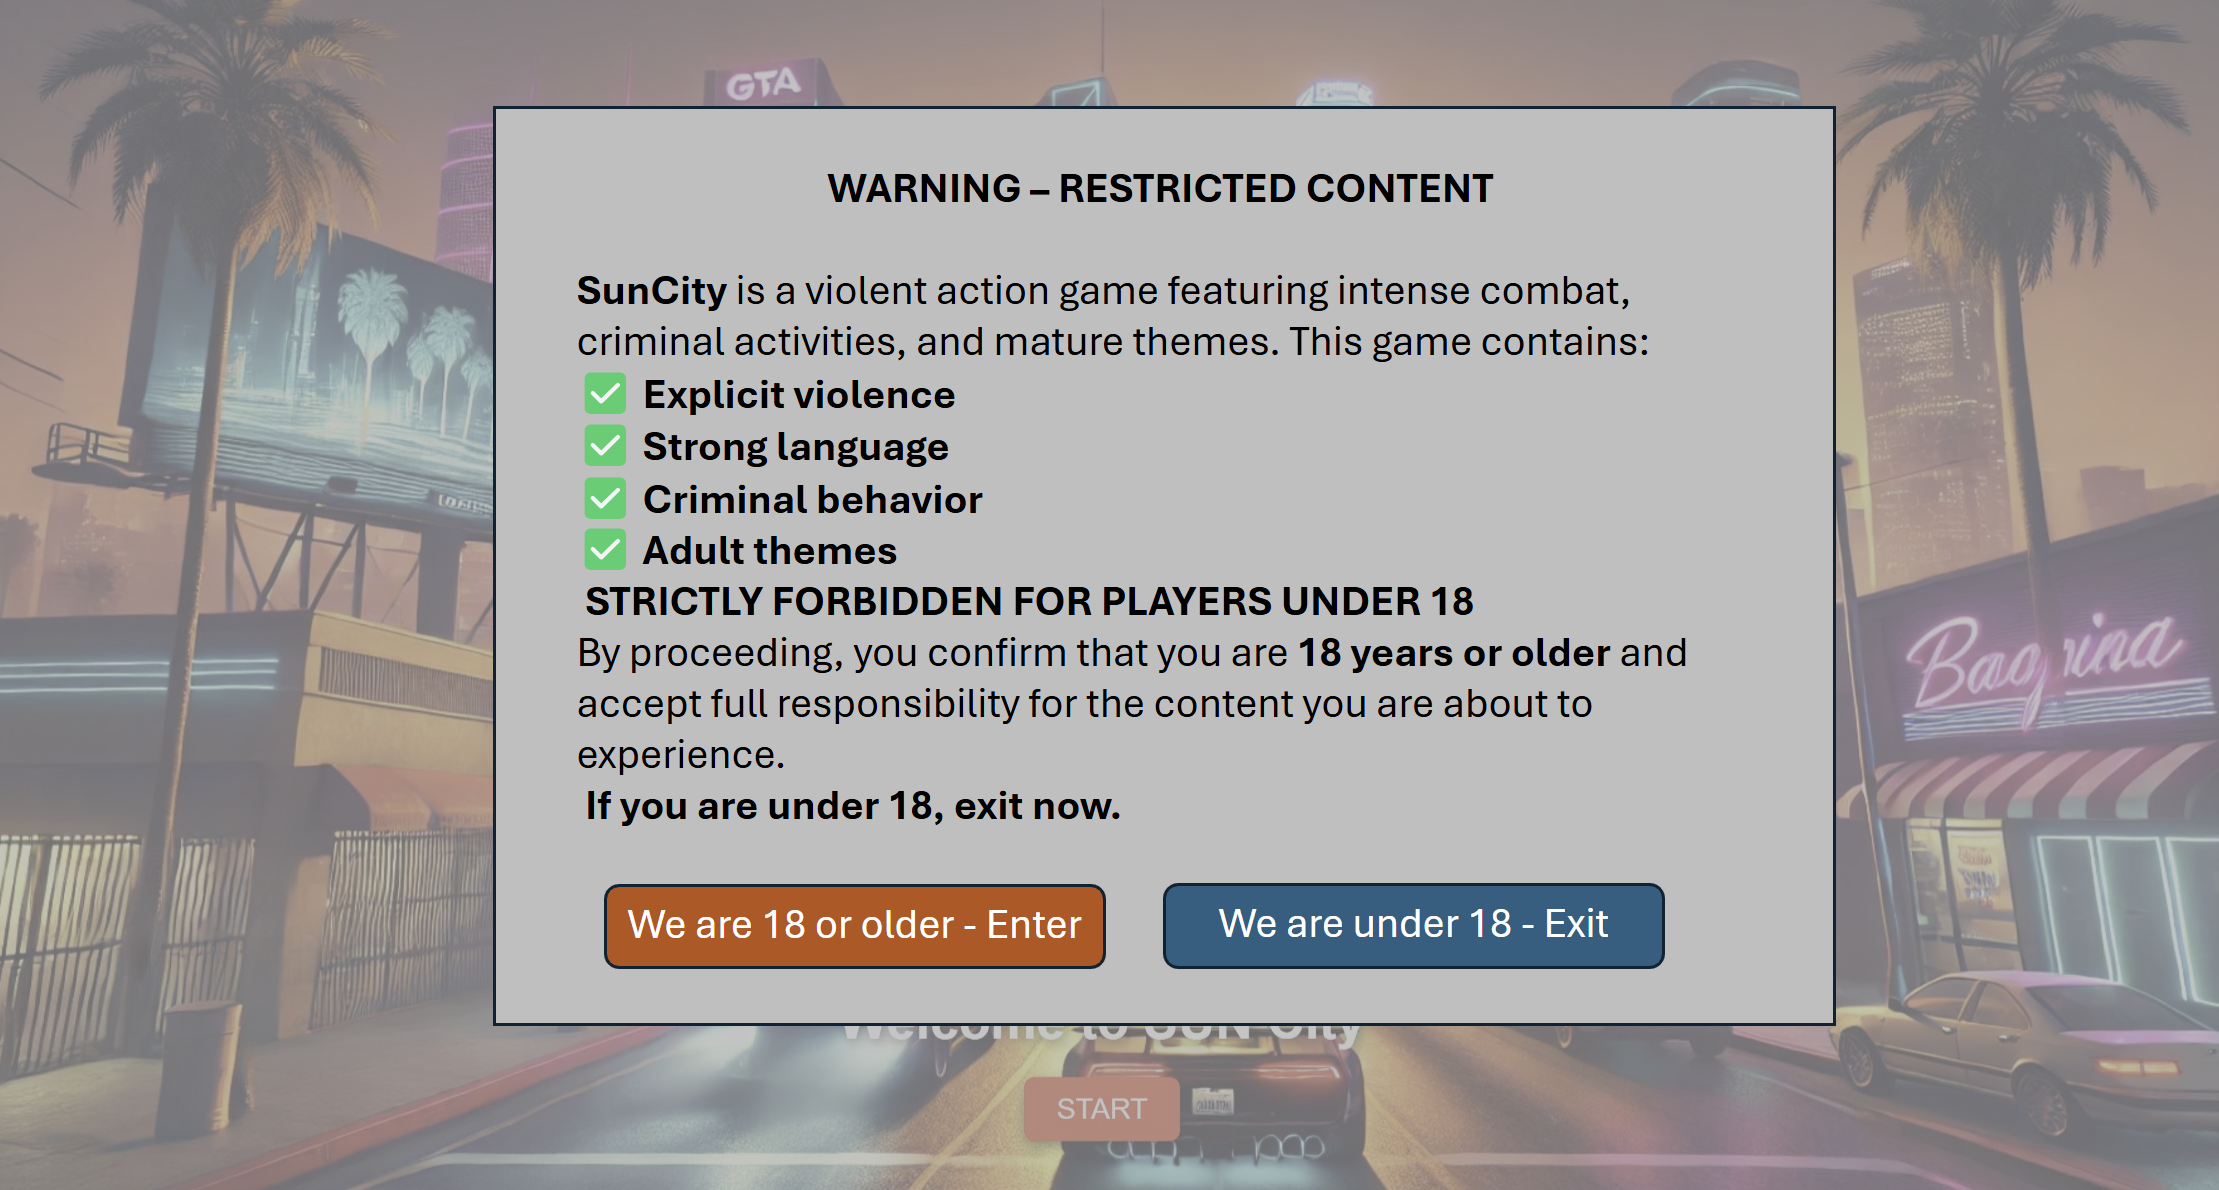 GTA
WARNING – RESTRICTED CONTENT
SunCity is a violent action game featuring intense combat,
criminal activities, and mature themes. This game contains:
✅ Explicit violence
✅ Strong language
✅ Criminal behavior
✅ Adult themes
STRICTLY FORBIDDEN FOR PLAYERS UNDER 18
By proceeding, you confirm that you are 18 years or older and
accept full responsibility for the content you are about to
experience.
If you are under 18, exit now.
We are 18 or older - Enter
We are under 18 - Exit
Welcome to SUN City
START